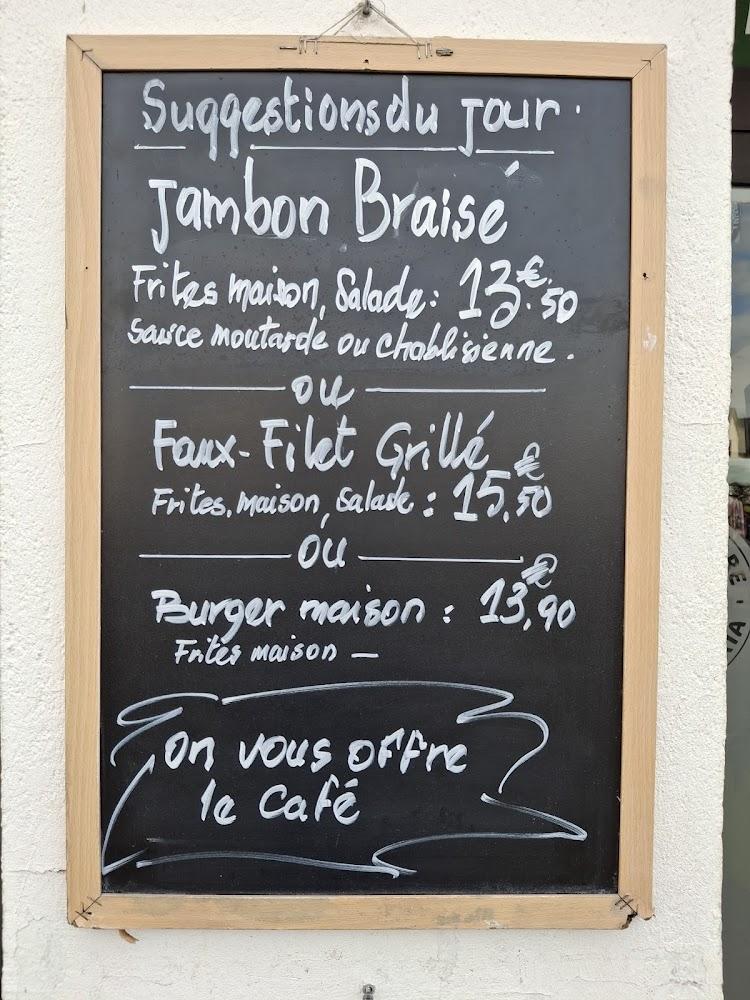 Suggestions du Jour.
Jambon Braisé
Frites maison, Salade: 13€.50
Sauce moutarde ou chablisienne.
OU
Faux-Filet Grillé
Frites, maison, Salade : 15,50 €
OÙ
Burger maison : 13,90 €
Frites maison —
on vous offre
le Café